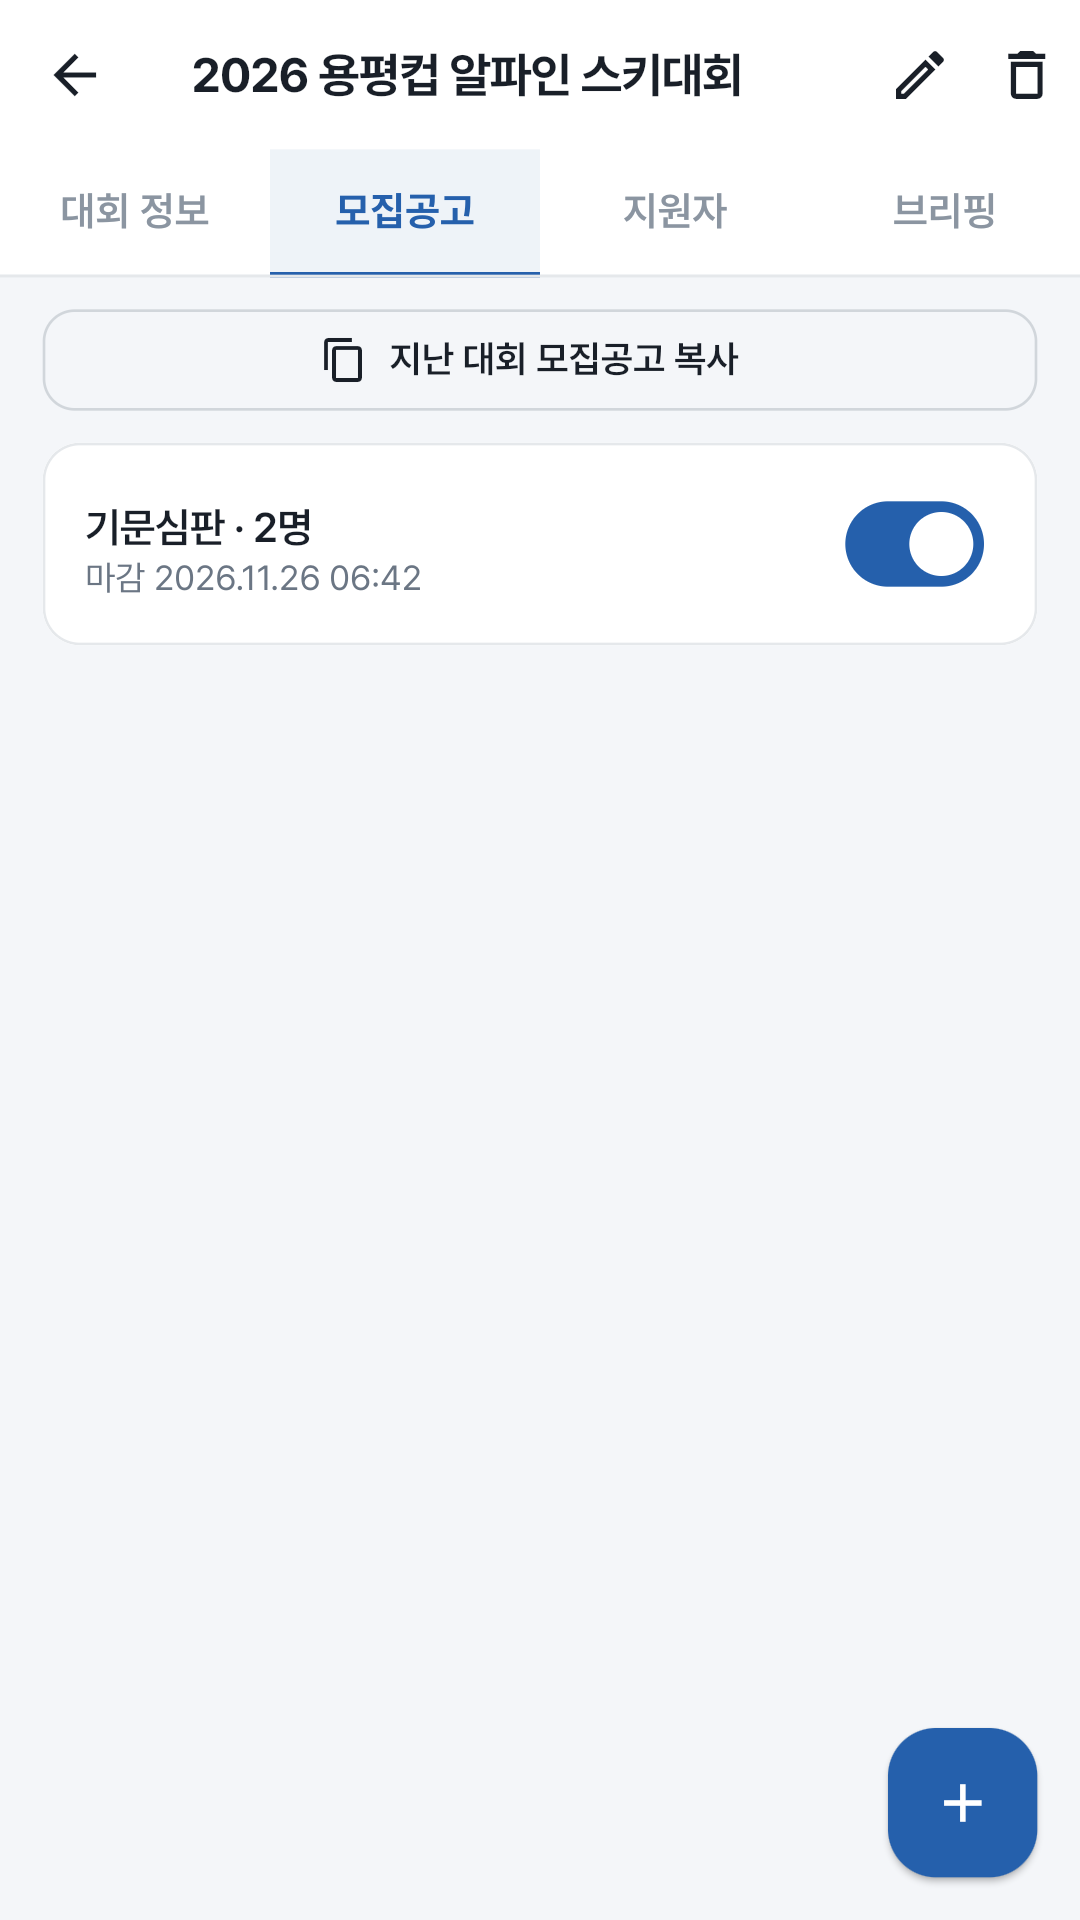 2026 용평컵 알파인 스키대회
대회 정보
모집공고
지원자
브리핑
지난 대회 모집공고 복사
기문심판 · 2명
마감 2026.11.26 06:42